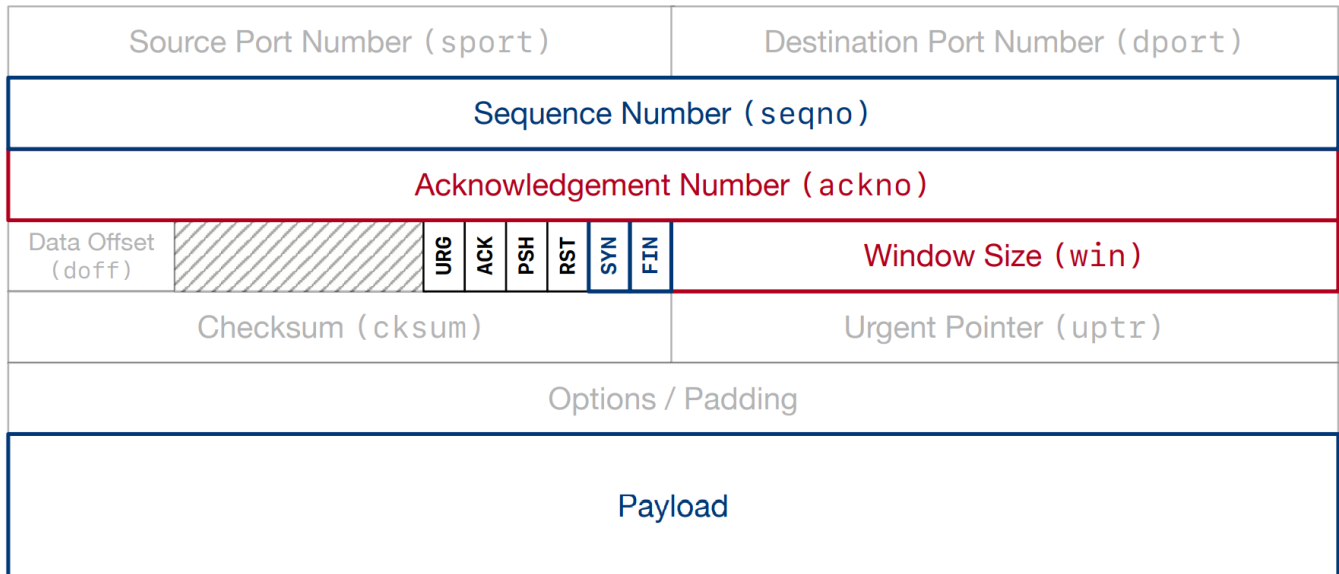 Source Port Number (sport)
Destination Port Number (dport)
Sequence Number (seqno)
Acknowledgement Number (ackno)
Data Offset
(doff)
URG
ACK
PSH
RST
SYN
FIN
Window Size (win)
Checksum (cksum)
Urgent Pointer (uptr)
Options / Padding
Payload